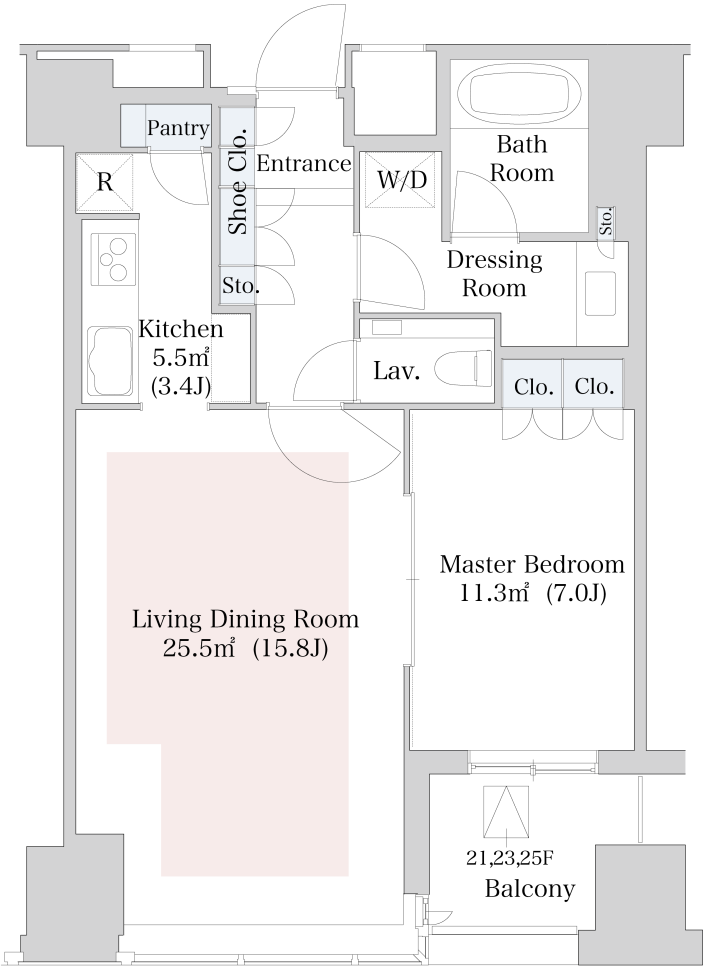 Pantry
R
Shoe Clo.
Entrance
W/D
Bath
Room
Sto.
Dressing
Room
Sto.
Kitchen
5.5㎡
(3.4J)
Lav.
Clo.
Clo.
Master Bedroom
11.3㎡ (7.0J)
Living Dining Room
25.5㎡ (15.8J)
21,23,25F
Balcony